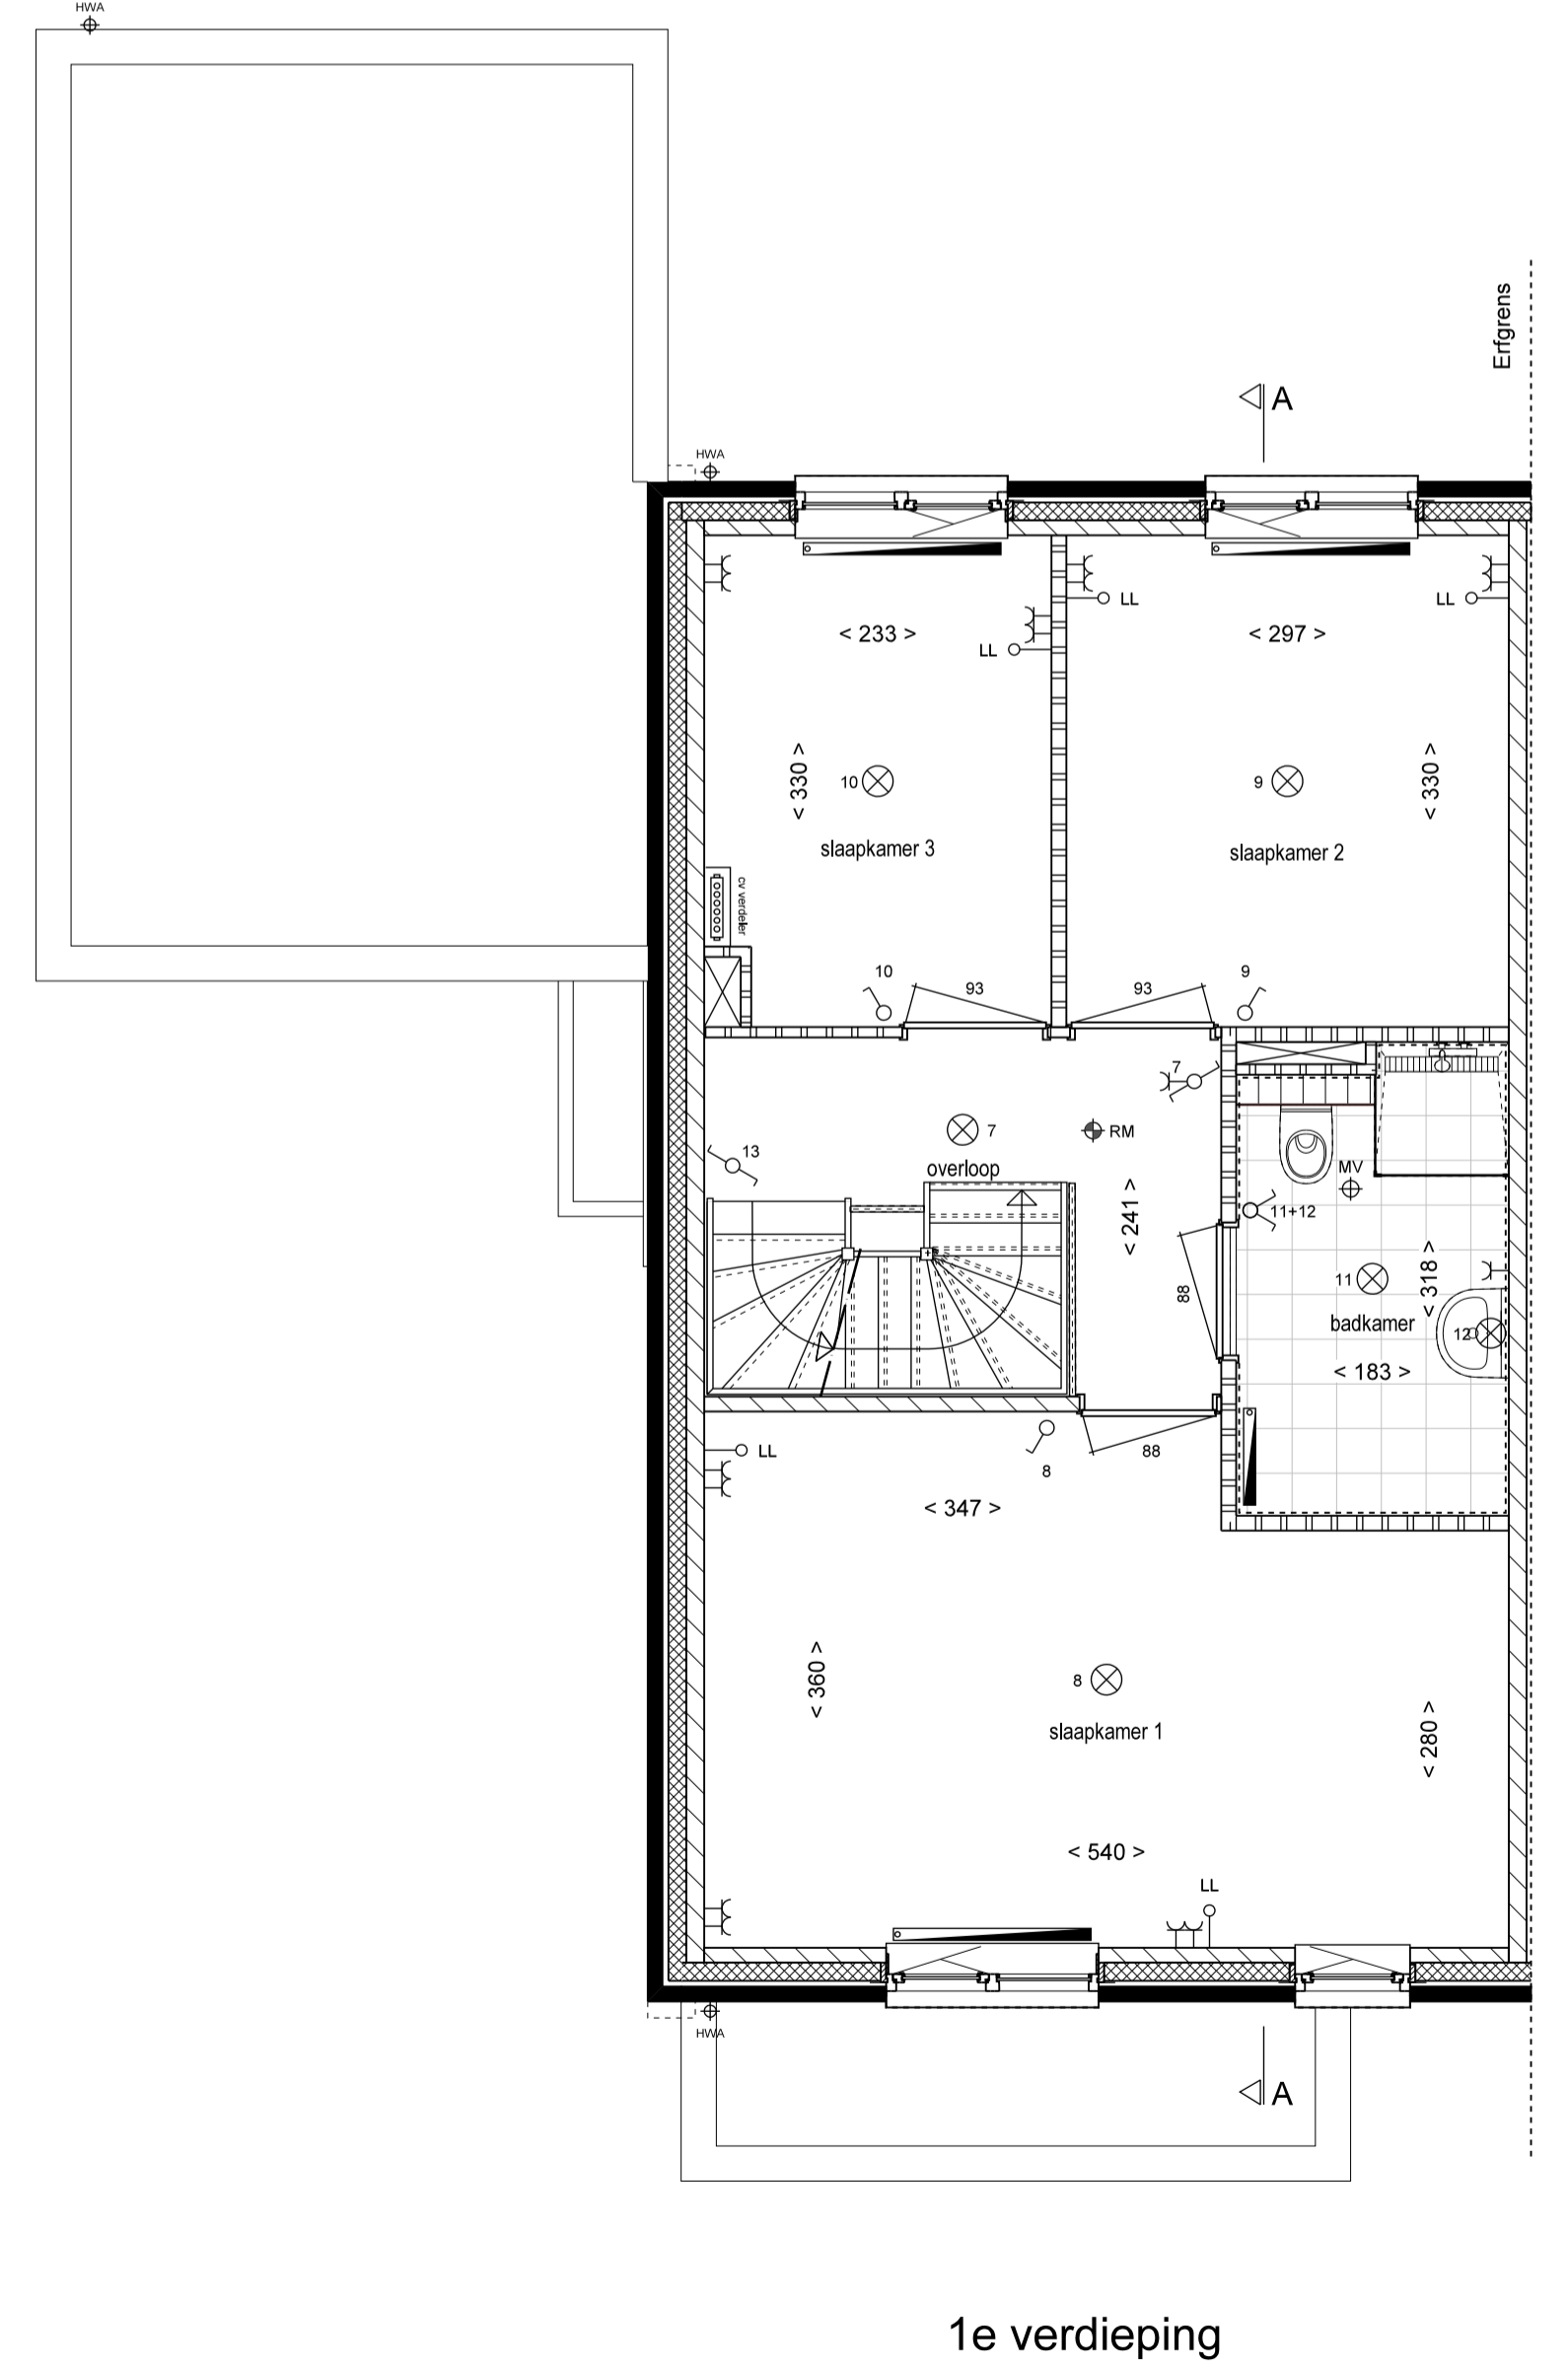 HWA
Erfgrens
A
HWA
LL
LL
< 233 >
< 297 >
LL
< 330 >
< 330 >
10
9
slaapkamer 3
slaapkamer 2
cv verdeler
10
93
93
9
7
7
RM
13
overloop
MV
< 241 >
11+12
11
< 318 >
88
badkamer
12
< 183 >
LL
8
88
< 347 >
< 360 >
8
slaapkamer 1
< 280 >
< 540 >
LL
HWA
A
1e verdieping